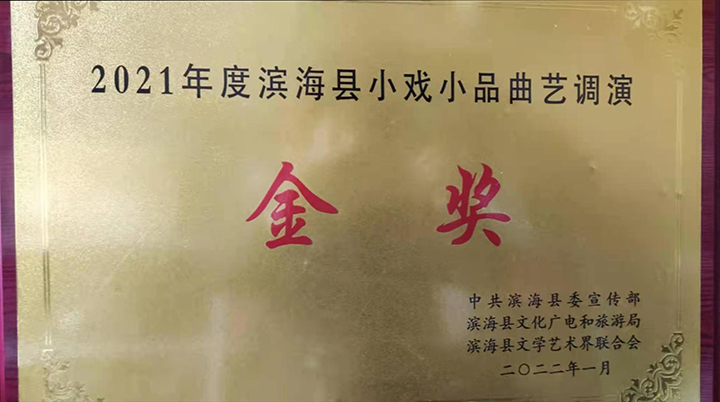 2021年度滨海县小戏小品曲艺调演
金奖
中共滨海县委宣传部
滨海县文化广电和旅游局
滨海县文学艺术界联合会
二〇二二年一月